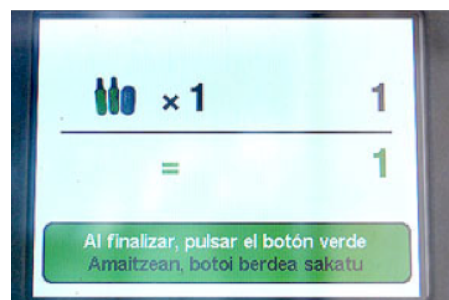 × 1 1
= 1
Al finalizar, pulsar el botón verde
Amaitzean, botoi berdea sakatu